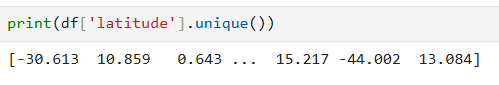 print(df['latitude'].unique())
[-30.613  10.859   0.643 ...  15.217 -44.002  13.084]